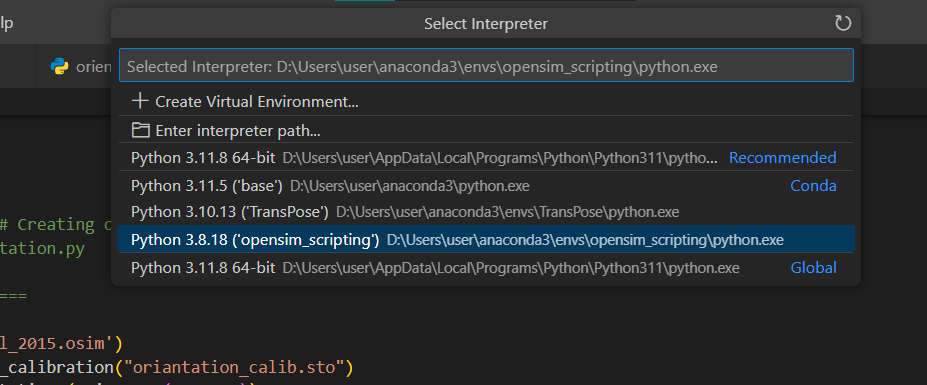 lp
Select Interpreter
orien
Selected Interpreter: D:\Users\user\anaconda3\envs\opensim_scripting\python.exe
Create Virtual Environment...
Enter interpreter path...
Python 3.11.8 64-bit D:\Users\user\AppData\Local\Programs\Python\Python311\pytho... Recommended
Python 3.11.5 ('base') D:\Users\user\anaconda3\python.exe Conda
Python 3.10.13 ('TransPose') D:\Users\user\anaconda3\envs\TransPose\python.exe
# Creating
Python 3.8.18 ('opensim_scripting') D:\Users\user\anaconda3\envs\opensim_scripting\python.exe
tation.py
Python 3.11.8 64-bit D:\Users\user\AppData\Local\Programs\Python\Python311\python.exe Global
===
l_2015.osim')
_calibration("oriantation_calib.sto")